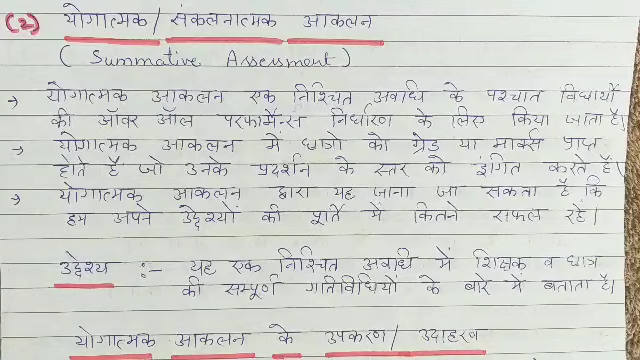 (2) योगात्मक / संकलनात्मक आकलन
( Summative Assessment )
→ योगात्मक आकलन एक निश्चित अवधि के पश्चात विद्यार्थी
की ऑवर ऑल परफार्मेन्स निर्धारण के लिए किया जाता है।
→ योगात्मक आकलन में छात्रों को ग्रेड या मार्क्स प्राप्त
होते हैं जो उनके प्रदर्शन के स्तर को इंगित करते हैं।
→ योगात्मक आकलन द्वारा यह जाना जा सकता है कि
हम अपने उद्देश्यों की पूर्ति में कितने सफल रहे।
उद्देश्य :- यह एक निश्चित अवधि में शिक्षक व छात्र
की सम्पूर्ण गतिविधियों के बारे में बताता है।
योगात्मक आकलन के उपकरण / उदाहरण